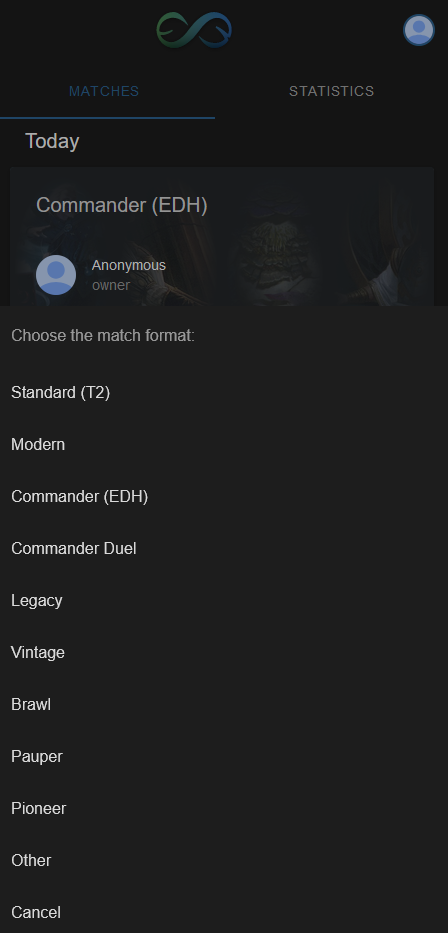 MATCHES
STATISTICS
Today
Commander (EDH)
Anonymous
owner
Choose the match format:
Standard (T2)
Modern
Commander (EDH)
Commander Duel
Legacy
Vintage
Brawl
Pauper
Pioneer
Other
Cancel